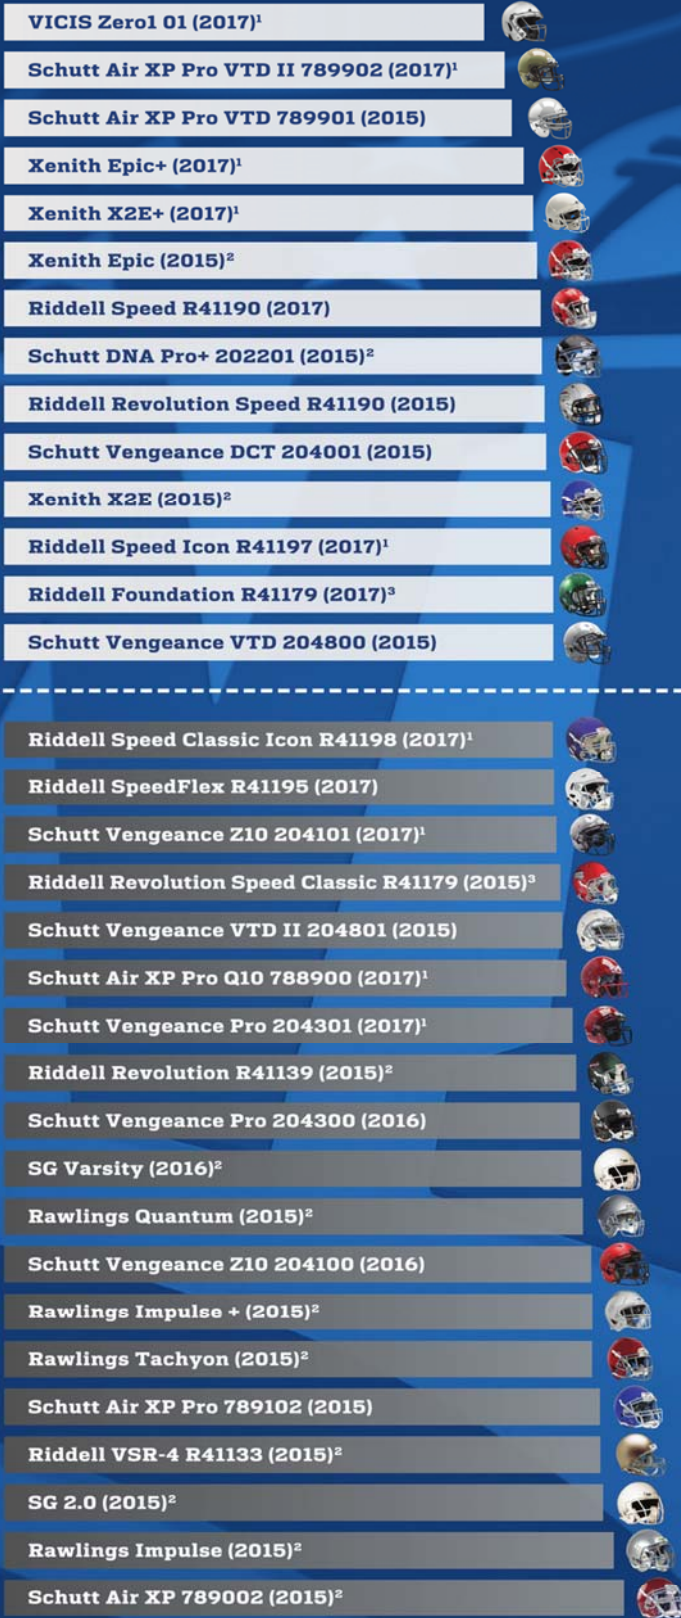 VICIS Zero1 01 (2017)¹
Schutt Air XP Pro VTD II 789902 (2017)¹
Schutt Air XP Pro VTD 789901 (2015)
Xenith Epic+ (2017)¹
Xenith X2E+ (2017)¹
Xenith Epic (2015)²
Riddell Speed R41190 (2017)
Schutt DNA Pro+ 202201 (2015)²
Riddell Revolution Speed R41190 (2015)
Schutt Vengeance DCT 204001 (2015)
Xenith X2E (2015)²
Riddell Speed Icon R41197 (2017)¹
Riddell Foundation R41179 (2017)³
Schutt Vengeance VTD 204800 (2015)
Riddell Speed Classic Icon R41198 (2017)¹
Riddell SpeedFlex R41195 (2017)
Schutt Vengeance Z10 204101 (2017)¹
Riddell Revolution Speed Classic R41179 (2015)³
Schutt Vengeance VTD II 204801 (2015)
Schutt Air XP Pro Q10 788900 (2017)¹
Schutt Vengeance Pro 204301 (2017)¹
Riddell Revolution R41139 (2015)²
Schutt Vengeance Pro 204300 (2016)
SG Varsity (2016)²
Rawlings Quantum (2015)²
Schutt Vengeance Z10 204100 (2016)
Rawlings Impulse + (2015)²
Rawlings Tachyon (2015)²
Schutt Air XP Pro 789102 (2015)
Riddell VSR-4 R41133 (2015)²
SG 2.0 (2015)²
Rawlings Impulse (2015)²
Schutt Air XP 789002 (2015)²